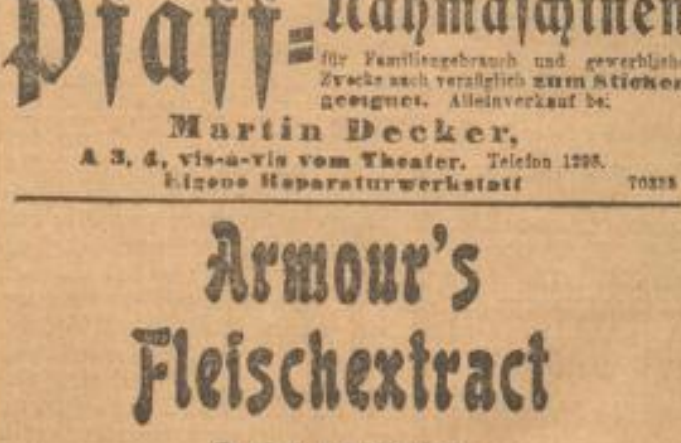 Pfaff=Nähmaschinen
für Familiengebrauch und gewerbliche
Zwecke auch vorzüglich zum Sticken
geeignet. Alleinverkauf bei
Martin Decker,
A 3, 4, vis-a-vis vom Theater. Telefon 1298.
Eigene Reparaturwerkstatt
Armour's
Fleischextract